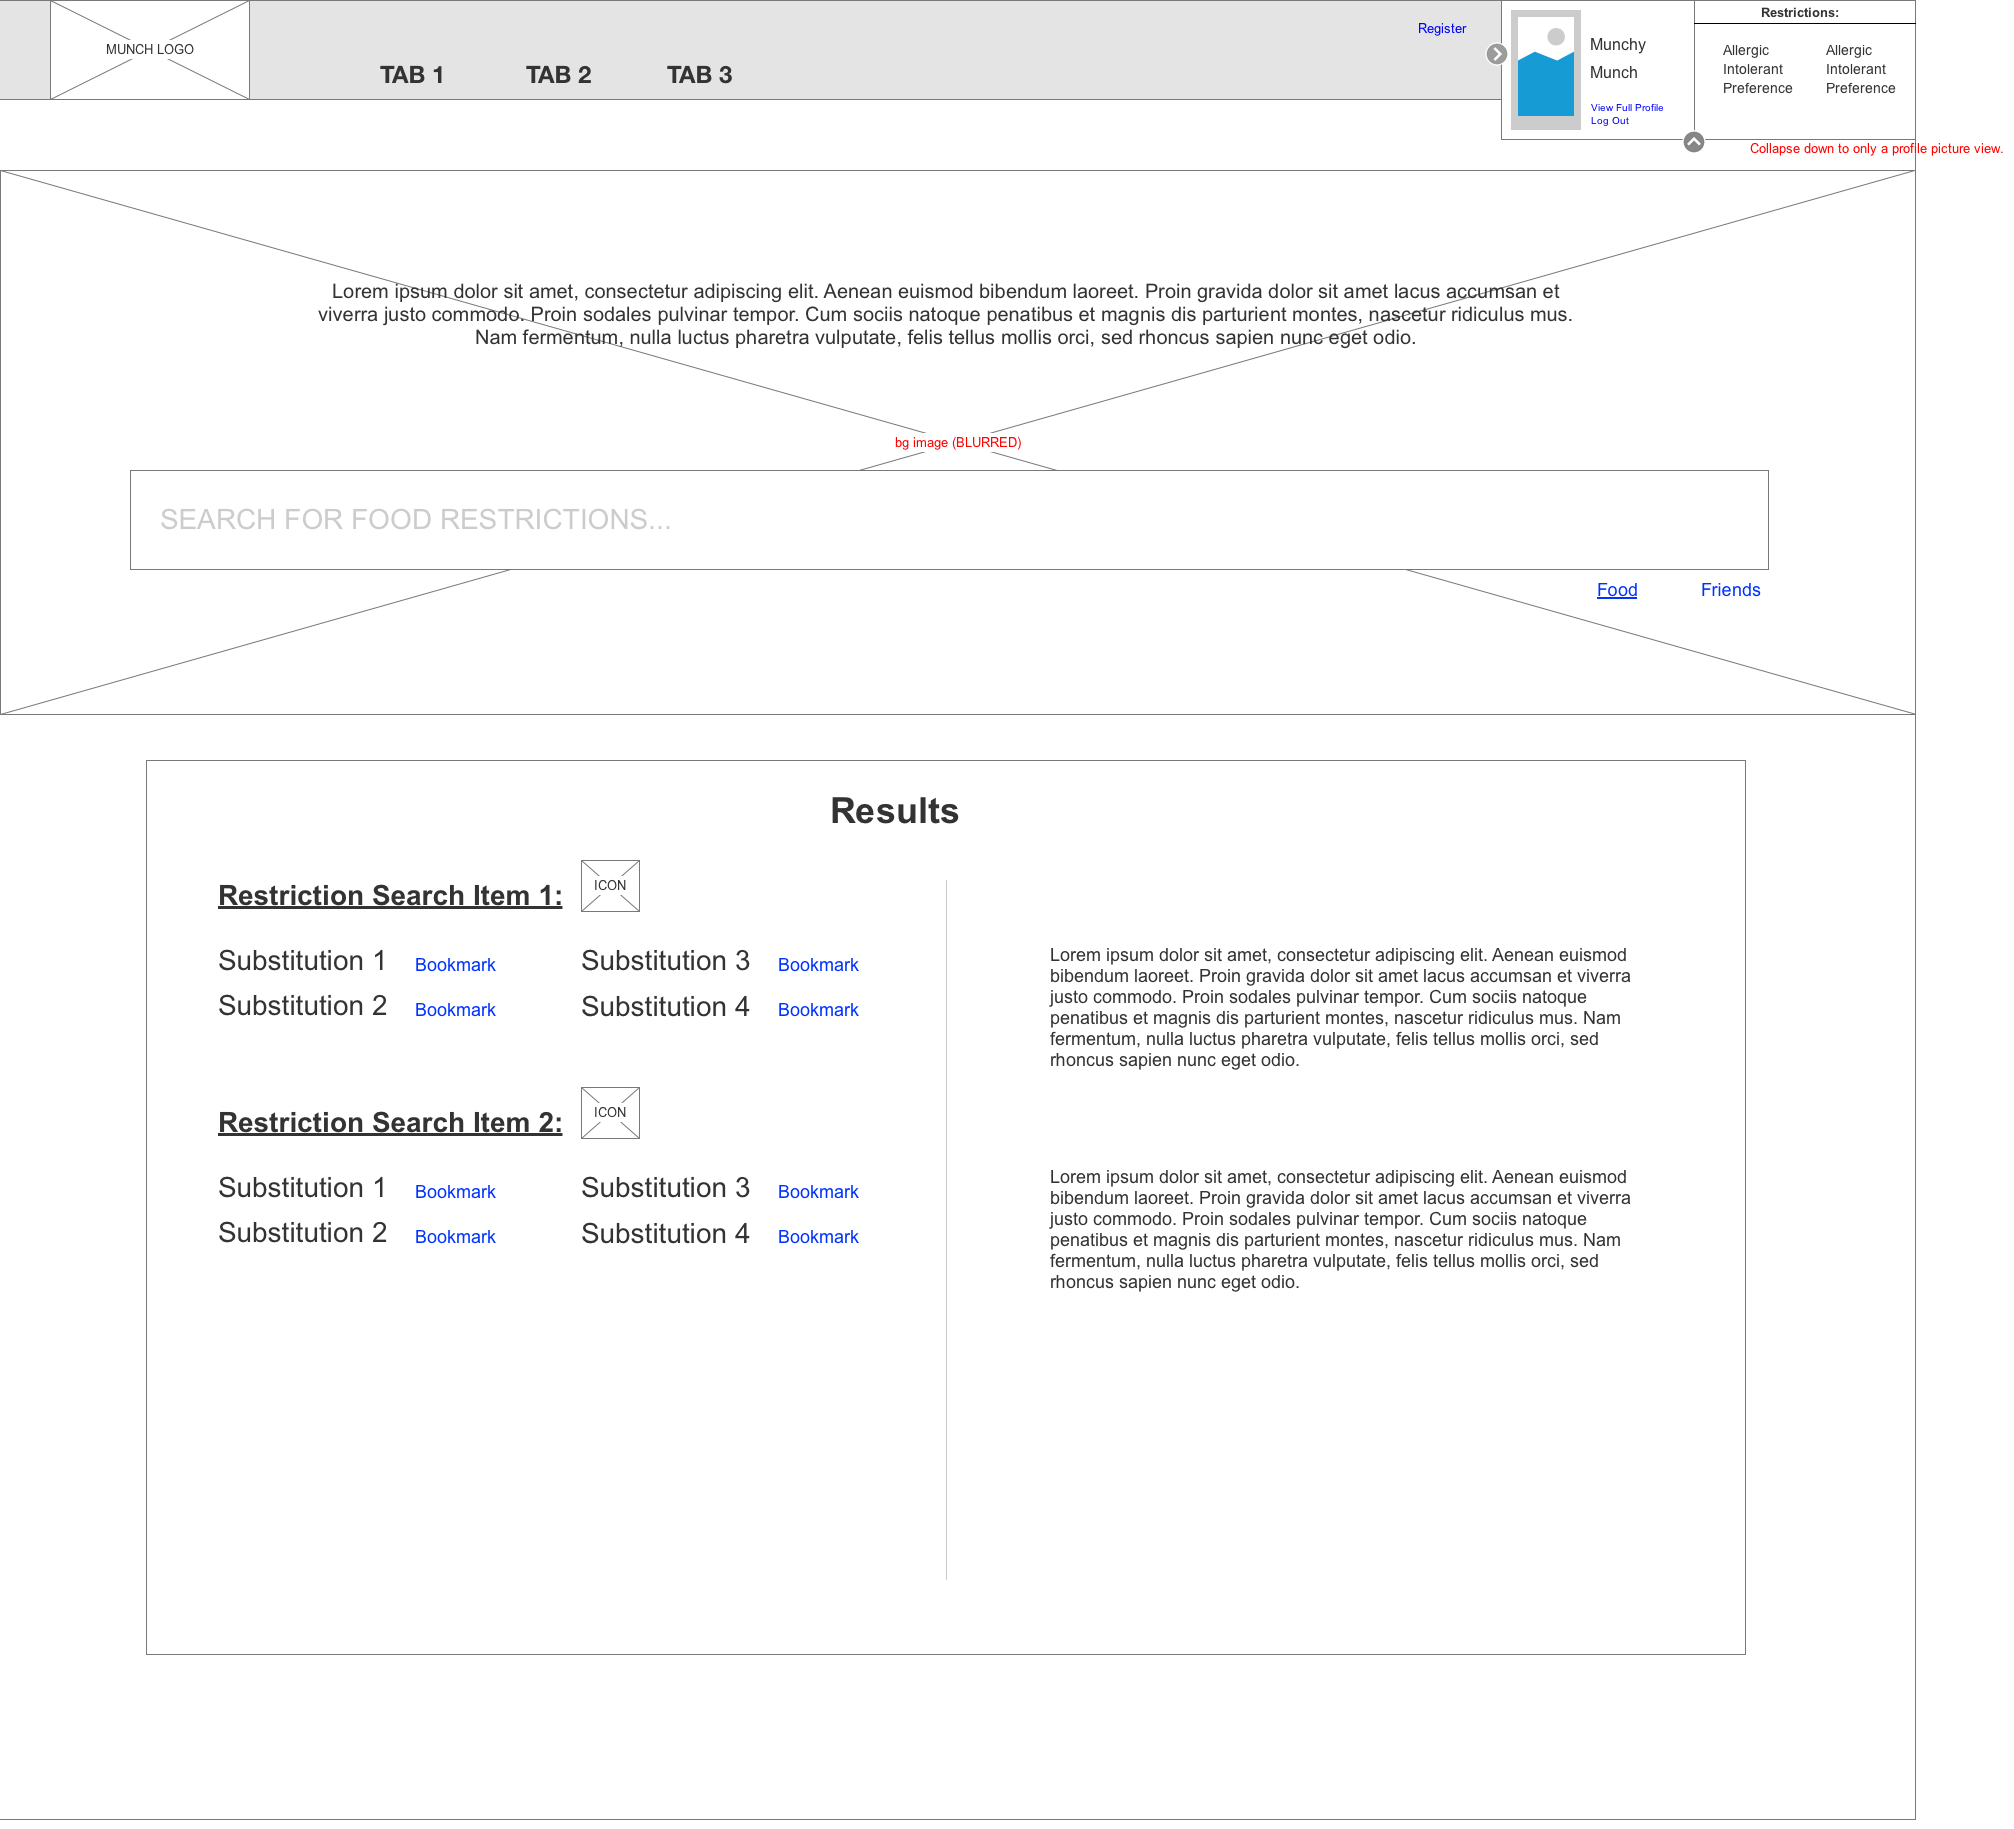 MUNCH LOGO
TAB 1
TAB 2
TAB 3
Register
Munchy
Munch
View Full Profile
Log Out
Restrictions:
Allergic
Intolerant
Preference
Allergic
Intolerant
Preference
Collapse down to only a profile picture view.
Lorem ipsum dolor sit amet, consectetur adipiscing elit. Aenean euismod bibendum laoreet. Proin gravida dolor sit amet lacus accumsan et
viverra justo commodo. Proin sodales pulvinar tempor. Cum sociis natoque penatibus et magnis dis parturient montes, nascetur ridiculus mus.
Nam fermentum, nulla luctus pharetra vulputate, felis tellus mollis orci, sed rhoncus sapien nunc eget odio.
bg image (BLURRED)
SEARCH FOR FOOD RESTRICTIONS...
Food
Friends
Results
Restriction Search Item 1:
ICON
Substitution 1 Bookmark
Substitution 3 Bookmark
Substitution 2 Bookmark
Substitution 4 Bookmark
Lorem ipsum dolor sit amet, consectetur adipiscing elit. Aenean euismod
bibendum laoreet. Proin gravida dolor sit amet lacus accumsan et viverra
justo commodo. Proin sodales pulvinar tempor. Cum sociis natoque
penatibus et magnis dis parturient montes, nascetur ridiculus mus. Nam
fermentum, nulla luctus pharetra vulputate, felis tellus mollis orci, sed
rhoncus sapien nunc eget odio.
Restriction Search Item 2:
ICON
Substitution 1 Bookmark
Substitution 3 Bookmark
Substitution 2 Bookmark
Substitution 4 Bookmark
Lorem ipsum dolor sit amet, consectetur adipiscing elit. Aenean euismod
bibendum laoreet. Proin gravida dolor sit amet lacus accumsan et viverra
justo commodo. Proin sodales pulvinar tempor. Cum sociis natoque
penatibus et magnis dis parturient montes, nascetur ridiculus mus. Nam
fermentum, nulla luctus pharetra vulputate, felis tellus mollis orci, sed
rhoncus sapien nunc eget odio.